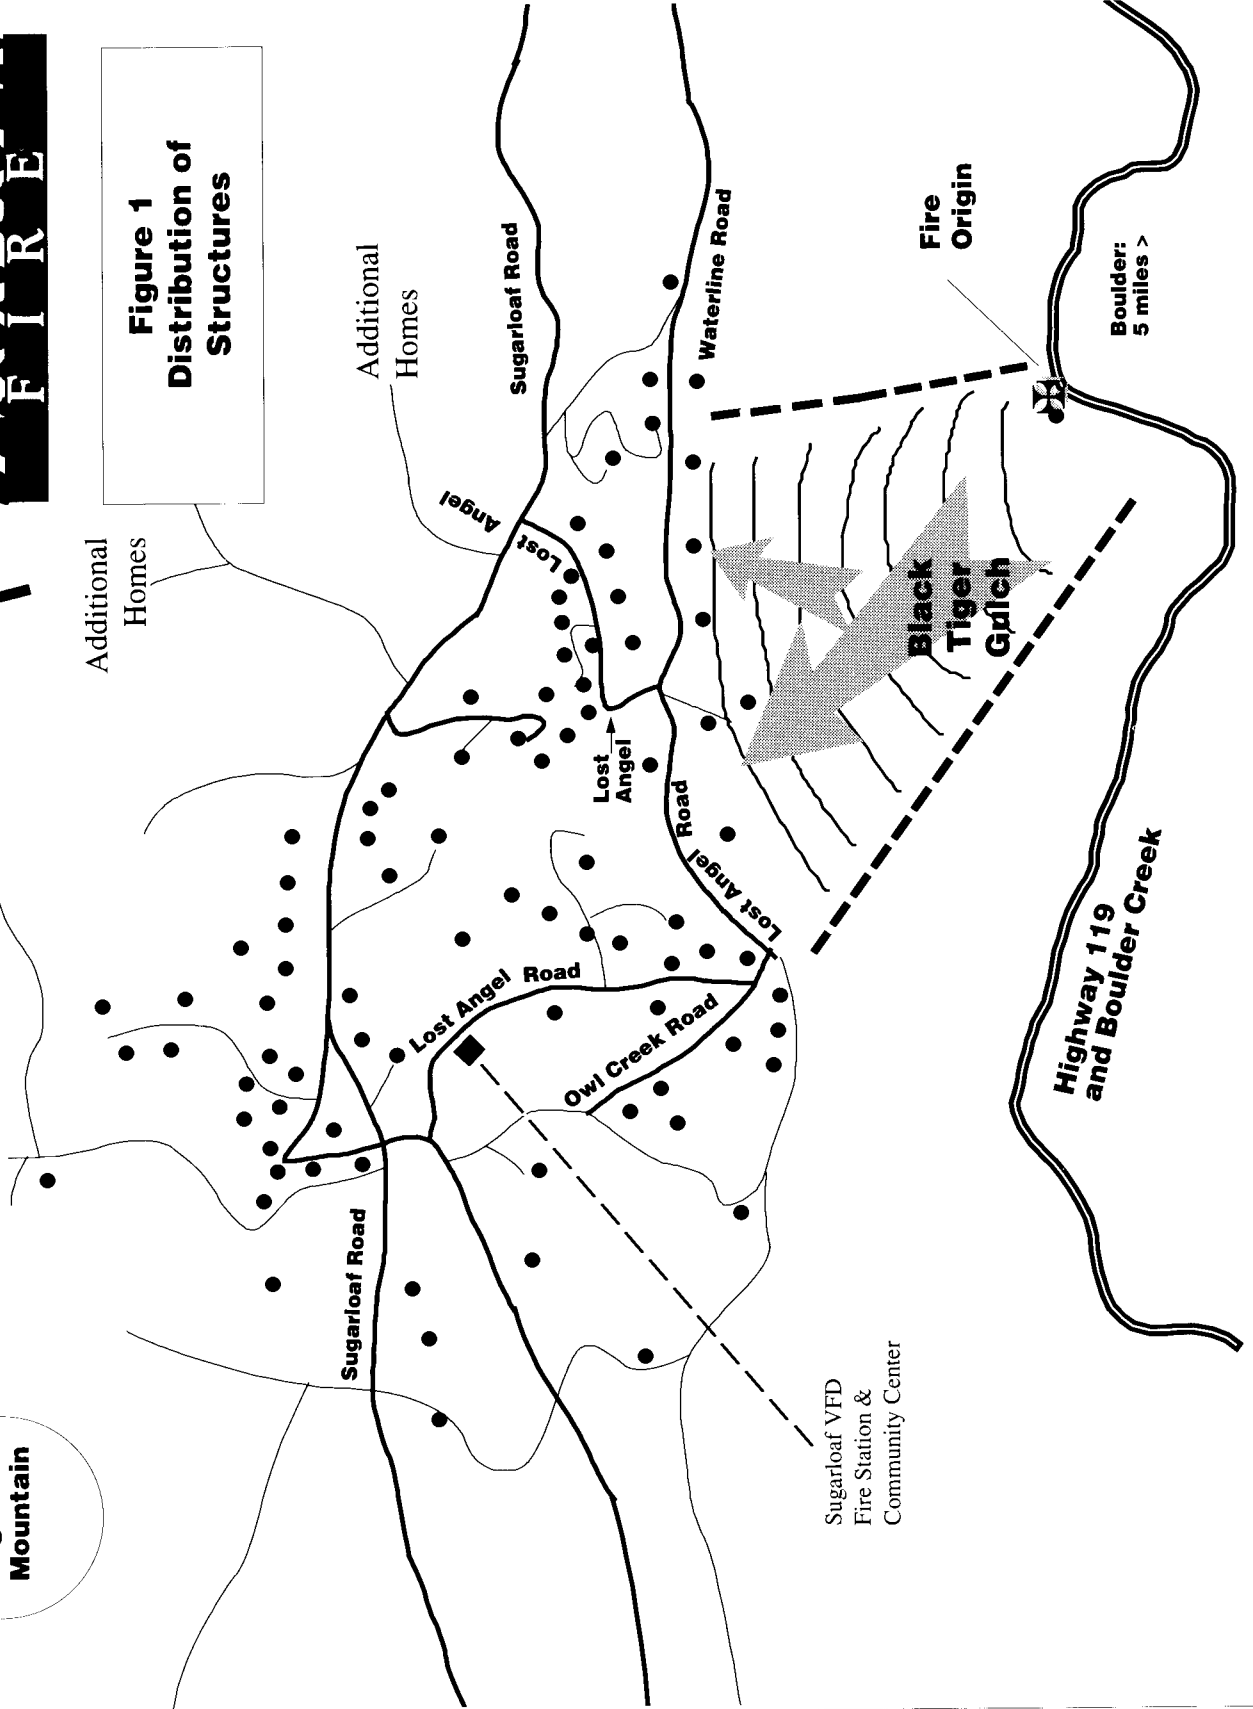 FIRE
Figure 1
Distribution of
Structures
Additional
Homes
Additional
Homes
Sugarloaf Road
Waterline Road
Fire
Origin
Boulder:
5 miles >
Lost Angel
Black
Tiger
Gulch
Lost
Angel
Road
Lost Angel
Lost Angel Road
Owl Creek Road
Highway 119
and Boulder Creek
Sugarloaf Road
Sugarloaf VFD
Fire Station &
Community Center
Mountain